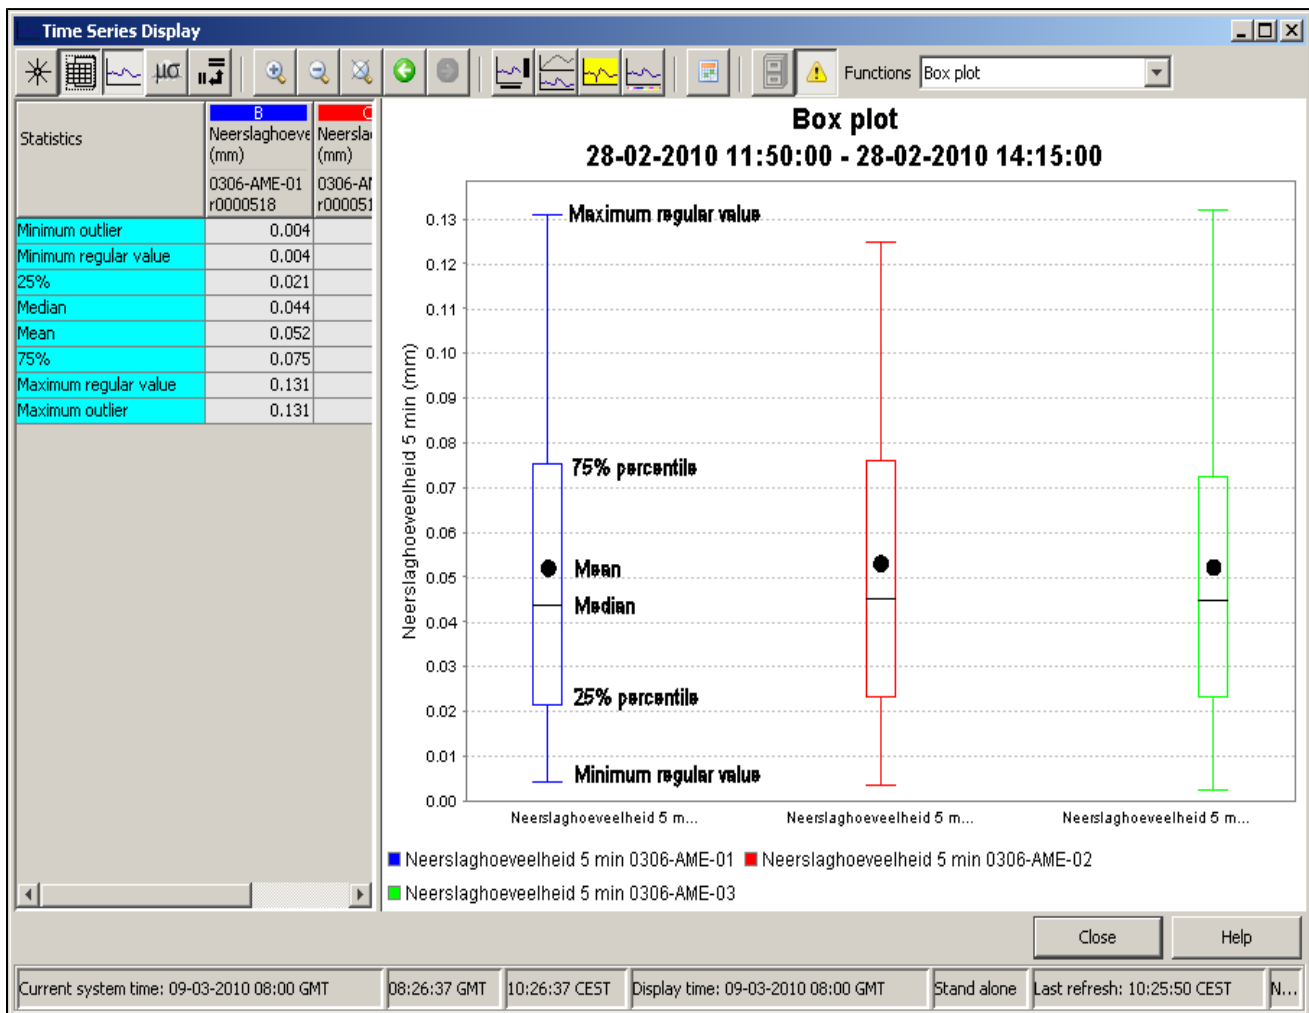 Time Series Display
μσ
Functions Box plot
Statistics
B
Neerslaghoeve
(mm)
0306-AME-01
r0000518
C
Neersla
(mm)
0306-A
r000051
Minimum outlier 0.004
Minimum regular value 0.004
25% 0.021
Median 0.044
Mean 0.052
75% 0.075
Maximum regular value 0.131
Maximum outlier 0.131
Box plot
28-02-2010 11:50:00 - 28-02-2010 14:15:00
Neerslaghoeveelheid 5 min (mm)
0.13
0.12
0.11
0.10
0.09
0.08
0.07
0.06
0.05
0.04
0.03
0.02
0.01
0.00
Maximum regular value
75% percentile
Mean
Median
25% percentile
Minimum regular value
Neerslaghoeveelheid 5 m... Neerslaghoeveelheid 5 m... Neerslaghoeveelheid 5 m...
Neerslaghoeveelheid 5 min 0306-AME-01 Neerslaghoeveelheid 5 min 0306-AME-02
Neerslaghoeveelheid 5 min 0306-AME-03
Close Help
Current system time: 09-03-2010 08:00 GMT 08:26:37 GMT 10:26:37 CEST Display time: 09-03-2010 08:00 GMT Stand alone Last refresh: 10:25:50 CEST N...